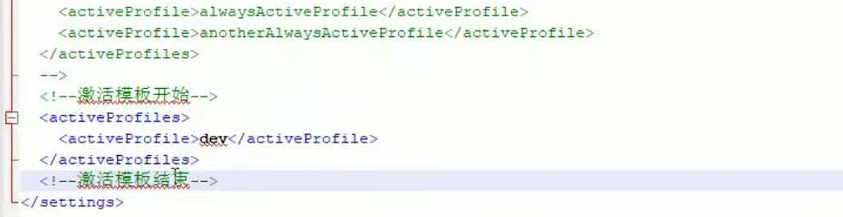 <activeProfile>alwaysActiveProfile</activeProfile>
<activeProfile>anotherAlwaysActiveProfile</activeProfile>
</activeProfiles>
-->
<!--激活模板开始-->
<activeProfiles>
<activeProfile>dev</activeProfile>
</activeProfiles>
<!--激活模板结束-->
</settings>